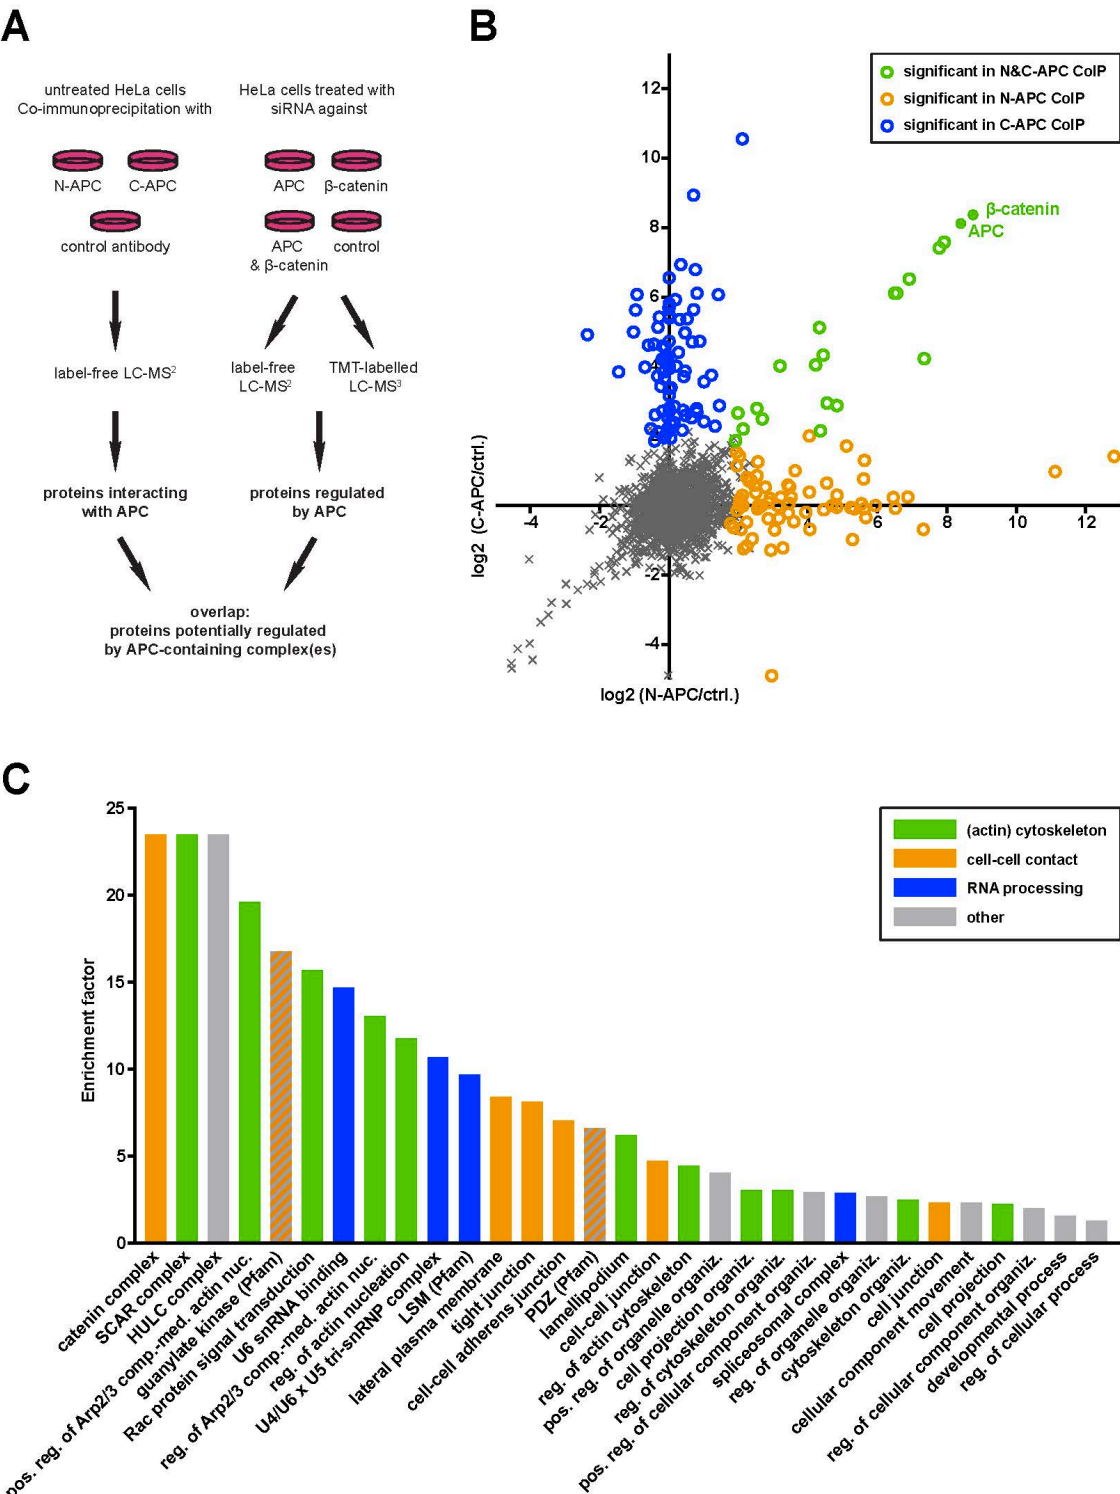 A
untreated HeLa cells
Co-immunoprecipitation with
N-APC
C-APC
control antibody
label-free LC-MS²
proteins interacting
with APC
HeLa cells treated with
siRNA against
APC
β-catenin
APC
& β-catenin
control
label-free
LC-MS²
TMT-labelled
LC-MS³
proteins regulated
by APC
overlap:
proteins potentially regulated
by APC-containing complex(es)
B
significant in N&C-APC CoIP
significant in N-APC CoIP
significant in C-APC CoIP
β-catenin
APC
12
10
8
6
4
2
-2
-4
-4
-2
2
4
6
8
10
12
log2 (C-APC/ctrl.)
log2 (N-APC/ctrl.)
C
25
20
15
10
5
0
Enrichment factor
(actin) cytoskeleton
cell-cell contact
RNA processing
other
catenin complex
SCAR complex
HULC complex
pos. reg. of Arp2/3 comp.-med. actin nuc.
guanylate kinase (Pfam)
Rac protein signal transduction
U6 snRNA binding
reg. of Arp2/3 comp.-med. actin nuc.
reg. of actin nucleation
U4/U6 x U5 tri-snRNP complex
LSM (Pfam)
lateral plasma membrane
tight junction
cell-cell adherens junction
PDZ (Pfam)
lamellipodium
cell-cell junction
reg. of actin cytoskeleton
pos. reg. of organelle organiz.
cell projection organiz.
reg. of cytoskeleton organiz.
pos. reg. of cellular component organiz.
spliceosomal complex
reg. of organelle organiz.
cytoskeleton organiz.
cell junction
cellular component movement
cell projection
reg. of cellular component organiz.
developmental process
reg. of cellular process